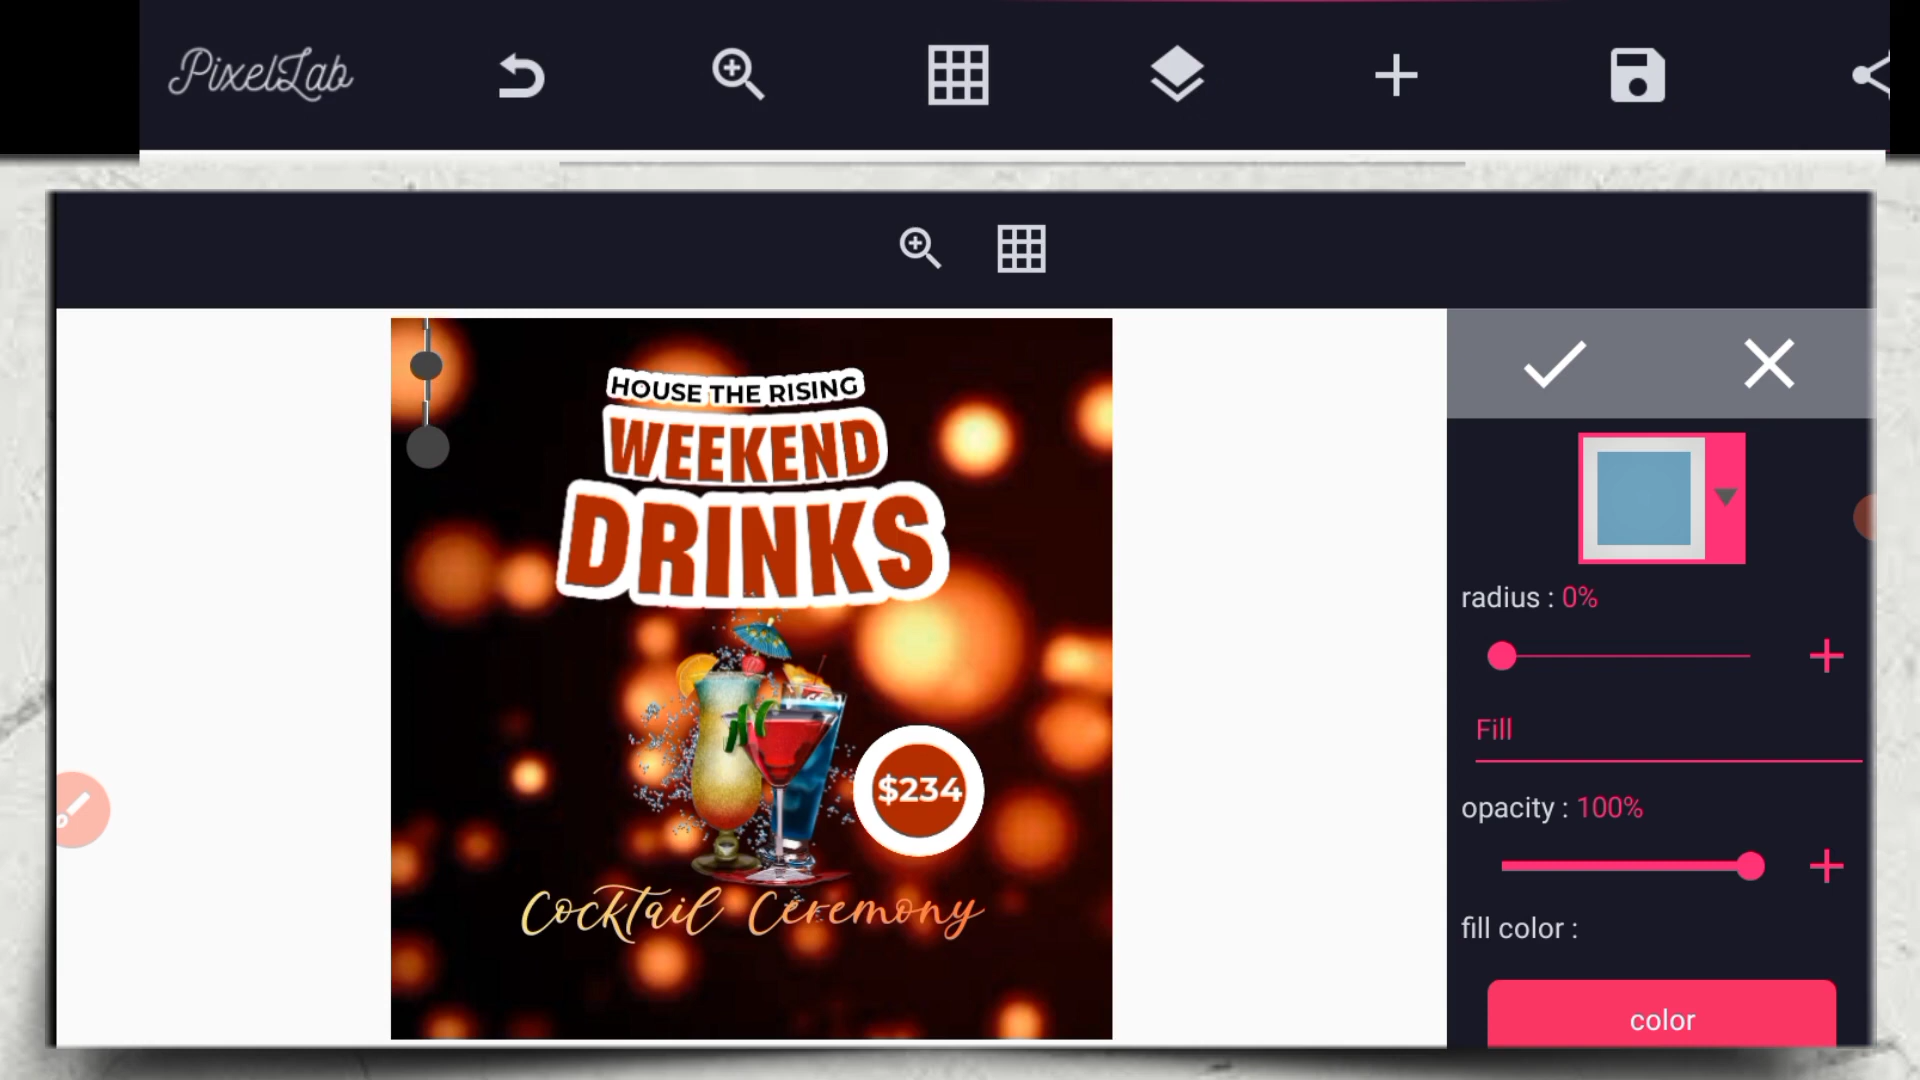 PixelLab
HOUSE THE RISING
WEEKEND
DRINKS
$234
Cocktail Ceremony
radius : 0%
Fill
opacity : 100%
fill color :
color